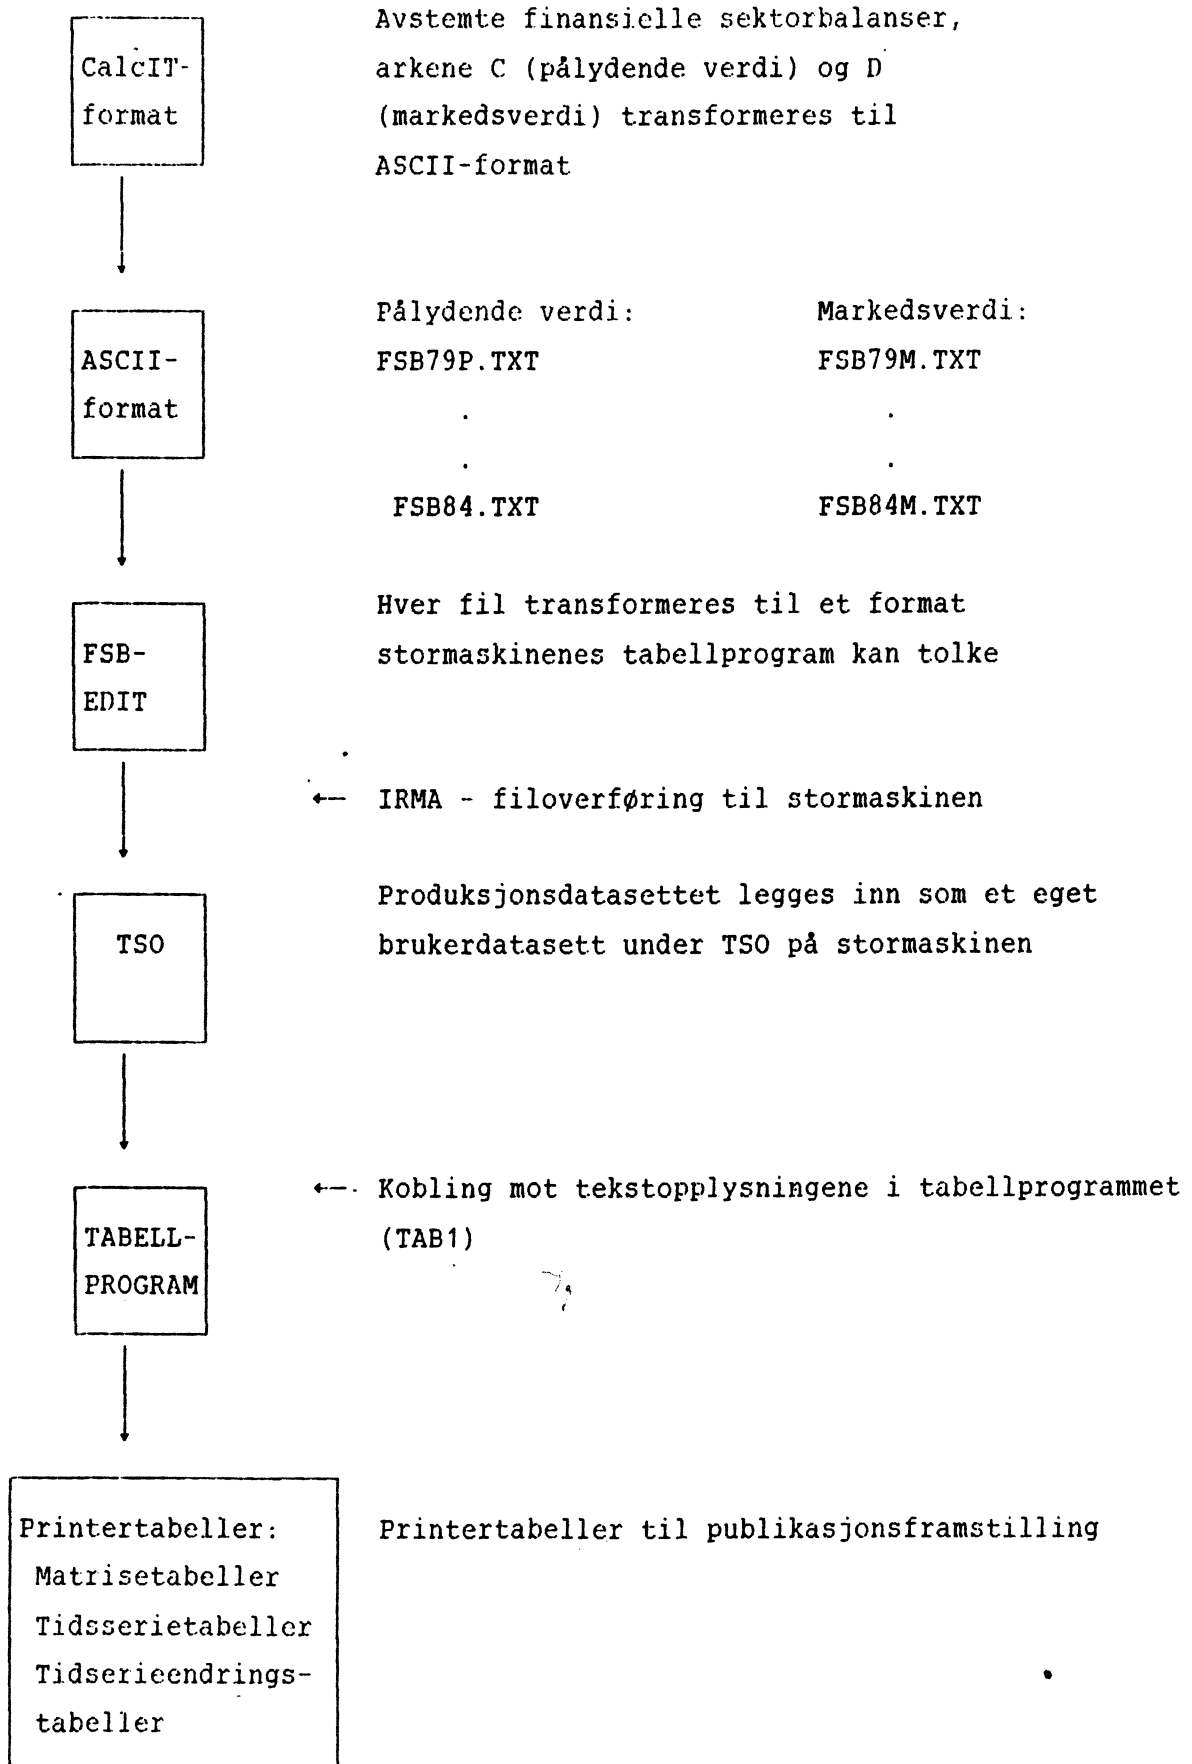 CalcIT-
format
Avstemte finansielle sektorbalanser,
arkene C (pålydende verdi) og D
(markedsverdi) transformeres til
ASCII-format
ASCII-
format
Pålydende verdi:
Markedsverdi:
FSB79P.TXT
FSB79M.TXT
.
.
.
.
FSB84.TXT
FSB84M.TXT
FSB-
EDIT
Hver fil transformeres til et format
stormaskinenes tabellprogram kan tolke
← IRMA - filoverføring til stormaskinen
TSO
Produksjonsdatasettet legges inn som et eget
brukerdatasett under TSO på stormaskinen
TABELL-
PROGRAM
← Kobling mot tekstopplysningene i tabellprogrammet
(TAB1)
Printertabeller:
Matrisetabeller
Tidsserietabeller
Tidserieendrings-
tabeller
Printertabeller til publikasjonsframstilling